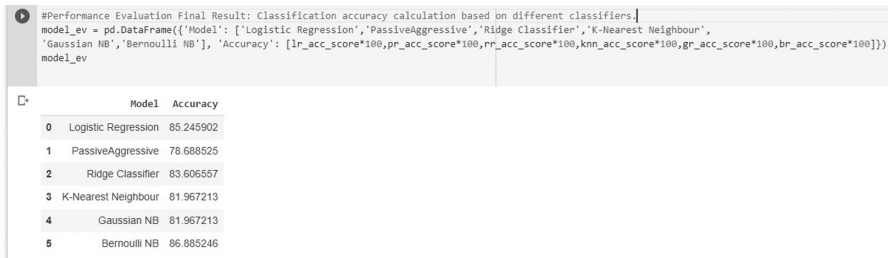 #Performance Evaluation Final Result: Classification accuracy calculation based on different classifiers.
model_ev = pd.DataFrame({'Model': ['Logistic Regression','PassiveAggressive','Ridge Classifier','K-Nearest Neighbour',
'Gaussian NB','Bernoulli NB'], 'Accuracy': [lr_acc_score*100,pr_acc_score*100,rr_acc_score*100,knn_acc_score*100,gr_acc_score*100,br_acc_score*100]})
model_ev
Model Accuracy
0 Logistic Regression 85.245902
1 PassiveAggressive 78.688525
2 Ridge Classifier 83.606557
3 K-Nearest Neighbour 81.967213
4 Gaussian NB 81.967213
5 Bernoulli NB 86.885246